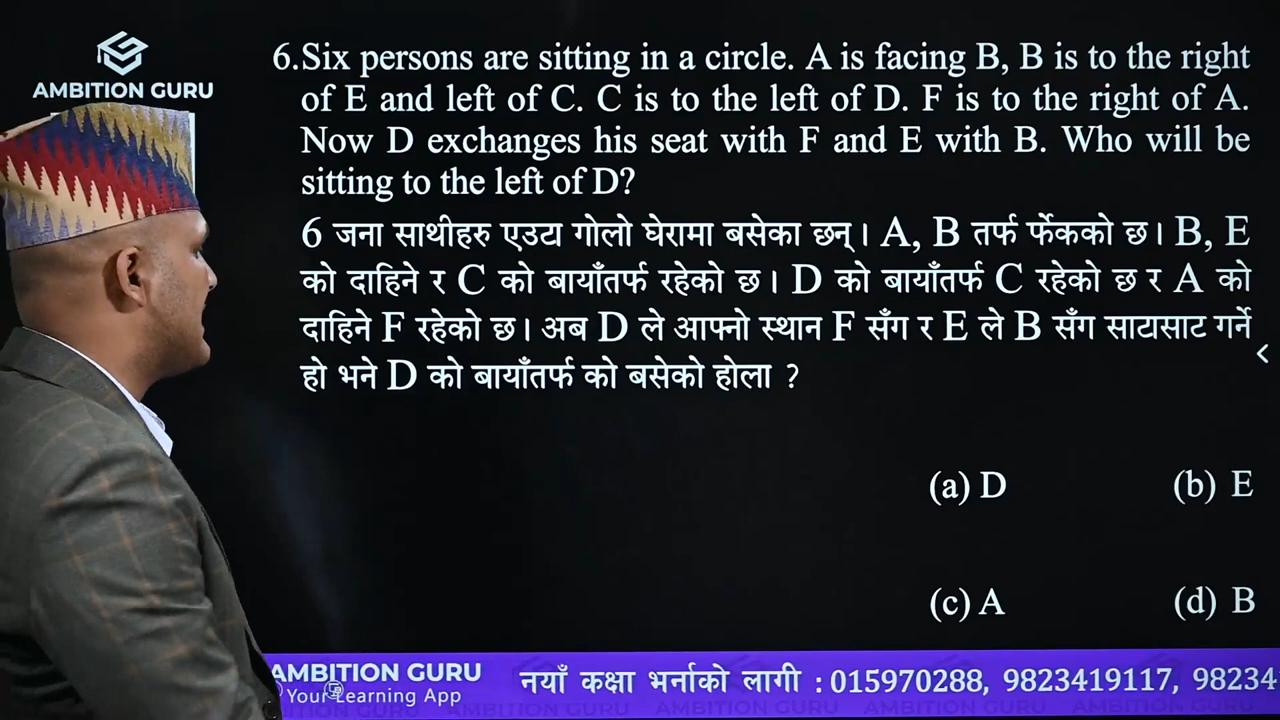 AMBITION GURU
6.Six persons are sitting in a circle. A is facing B, B is to the right
of E and left of C. C is to the left of D. F is to the right of A.
Now D exchanges his seat with F and E with B. Who will be
sitting to the left of D?
6 जना साथीहरु एउटा गोलो घेरामा बसेका छन्। A, B तर्फ र्फेकको छ। B, E
को दाहिने र C को बायाँतर्फ रहेको छ। D को बायाँतर्फ C रहेको छ र A को
दाहिने F रहेको छ। अब D ले आफ्नो स्थान F सँग र E ले B सँग साटासाट गर्ने
हो भने D को बायाँतर्फ को बसेको होला ?
(a) D (b) E
(c) A (d) B
AMBITION GURU
Your Learning App
नयाँ कक्षा भर्नाको लागी : 015970288, 9823419117, 98234